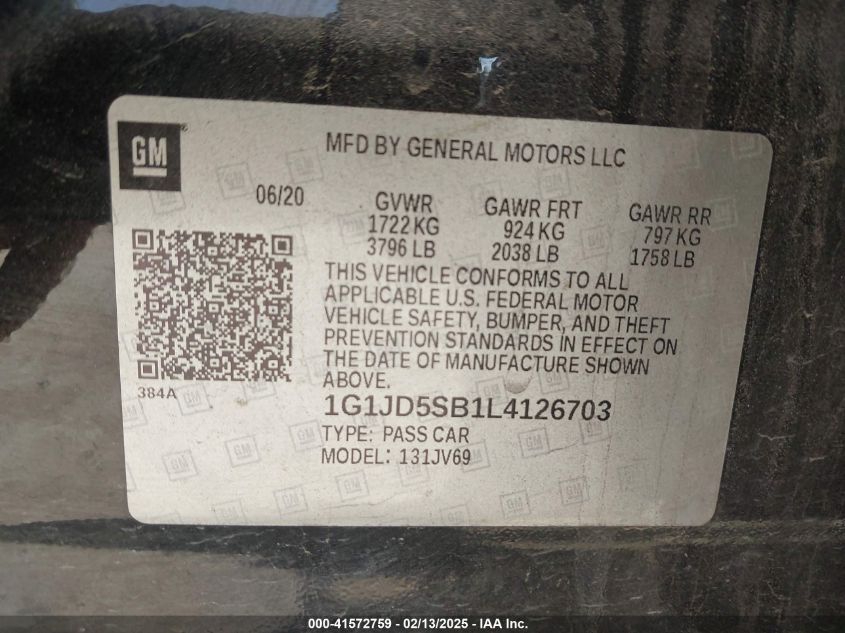 GM
MFD BY GENERAL MOTORS LLC
06/20
GVWR GAWR FRT GAWR RR
1722 KG 924 KG 797 KG
3796 LB 2038 LB 1758 LB
THIS VEHICLE CONFORMS TO ALL
APPLICABLE U.S. FEDERAL MOTOR
VEHICLE SAFETY, BUMPER, AND THEFT
PREVENTION STANDARDS IN EFFECT ON
THE DATE OF MANUFACTURE SHOWN
ABOVE.
384A
1G1JD5SB1L4126703
TYPE: PASS CAR
MODEL: 131JV69
000-41572759 - 02/13/2025 - IAA Inc.